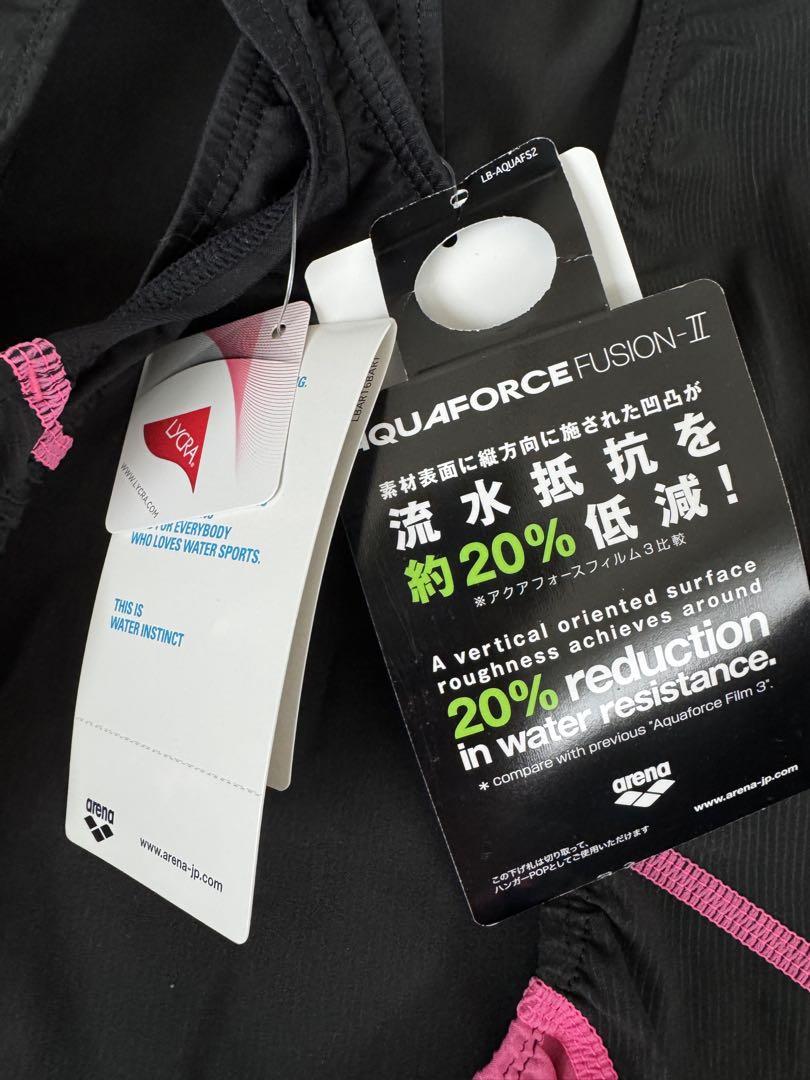 LB-AQUAFS2
AQUAFORCE FUSION-II
素材表面に縦方向に施された凹凸が
流水抵抗を
約20%低減!
※アクアフォースフィルム3比較
A vertical oriented surface
roughness achieves around
20% reduction
in water resistance.
* compare with previous "Aquaforce Film 3".
arena
www.arena-jp.com
この下げ札は切り取って、
ハンガーPOPとしてご使用いただけます
LYCRA®
WWW.LYCRA.COM
FOR EVERYBODY
WHO LOVES WATER SPORTS.
THIS IS
WATER INSTINCT
arena
www.arena-jp.com